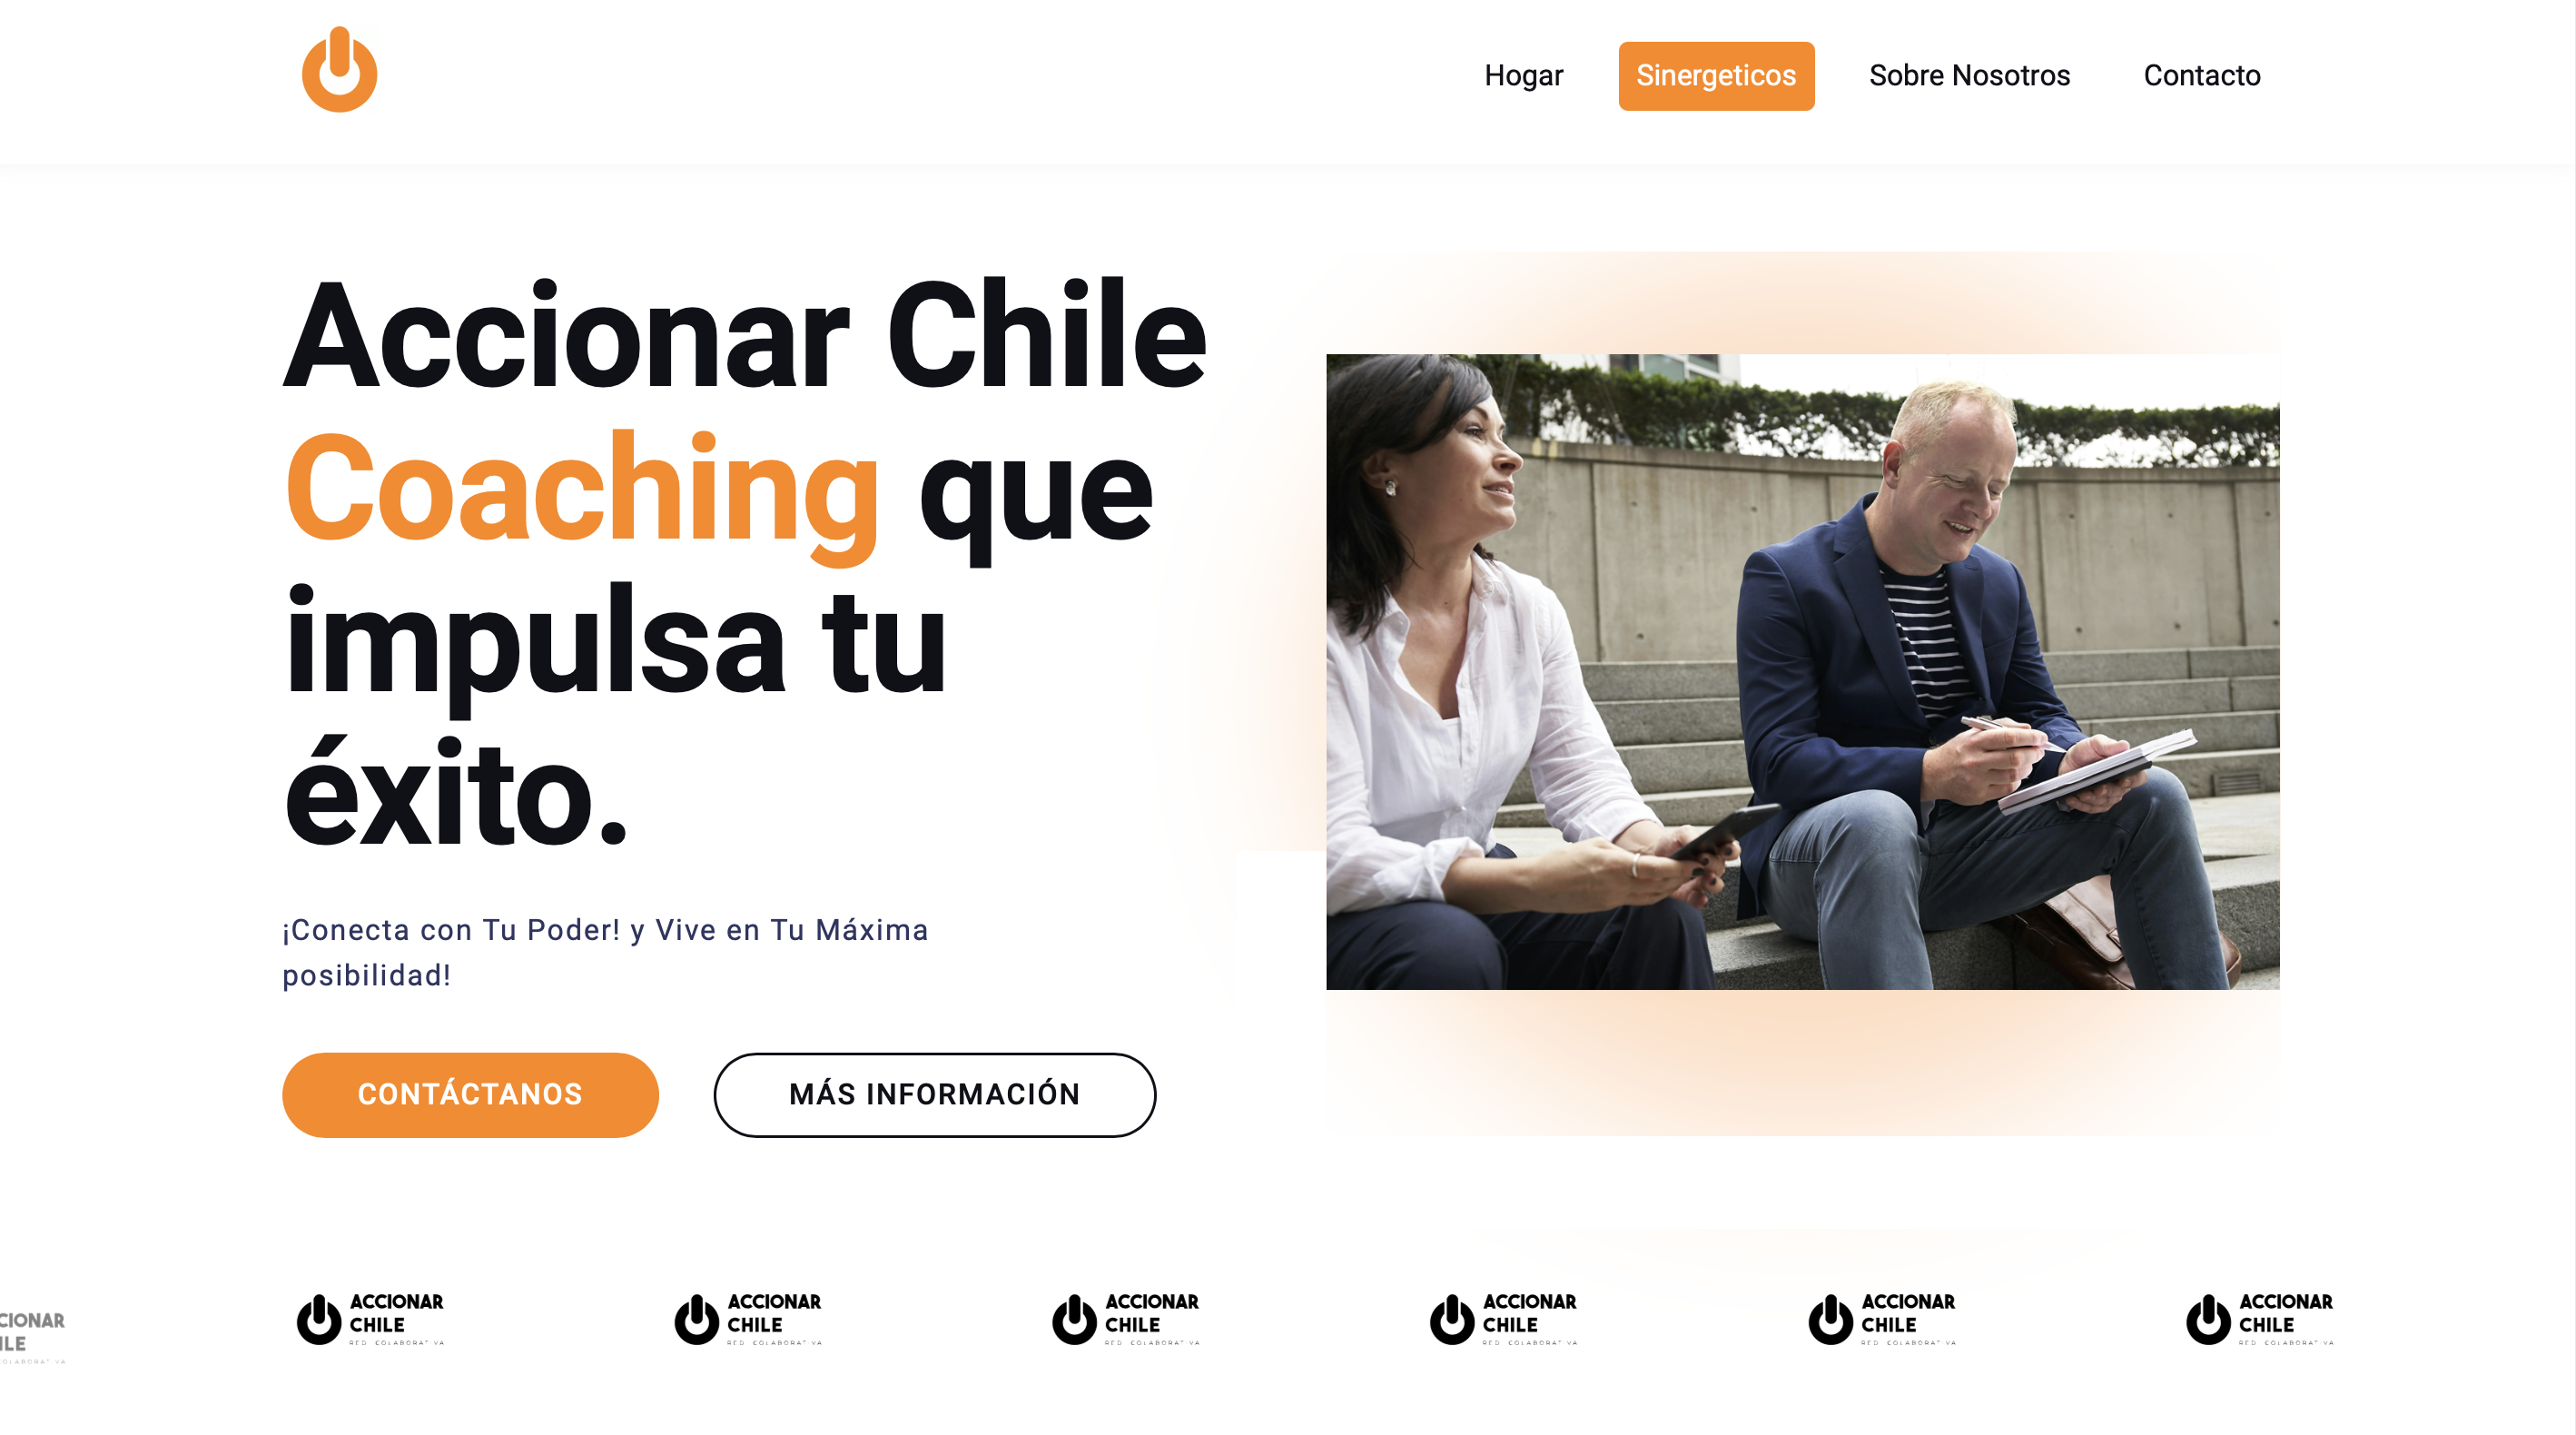 Hogar
Sinergeticos
Sobre Nosotros
Contacto
Accionar Chile
Coaching que
impulsa tu
éxito.
¡Conecta con Tu Poder! y Vive en Tu Máxima
posibilidad!
CONTÁCTANOS
MÁS INFORMACIÓN
CIONAR
ILE
COLABORATIVA
ACCIONAR
CHILE
RED COLABORATIVA
ACCIONAR
CHILE
RED COLABORATIVA
ACCIONAR
CHILE
RED COLABORATIVA
ACCIONAR
CHILE
RED COLABORATIVA
ACCIONAR
CHILE
RED COLABORATIVA
ACCIONAR
CHILE
RED COLABORATIVA